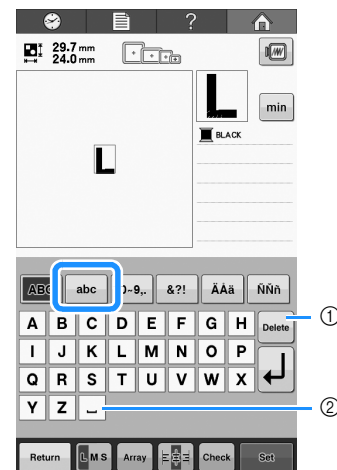 ?
29.7 mm
24.0 mm
L
L
min
BLACK
ABC abc 0~9,. &?! ÄÅä ÑÑñ
A B C D E F G H Delete ①
I J K L M N O P
Q R S T U V W X
Y Z ⎵ ②
Return L M S Array Check Set